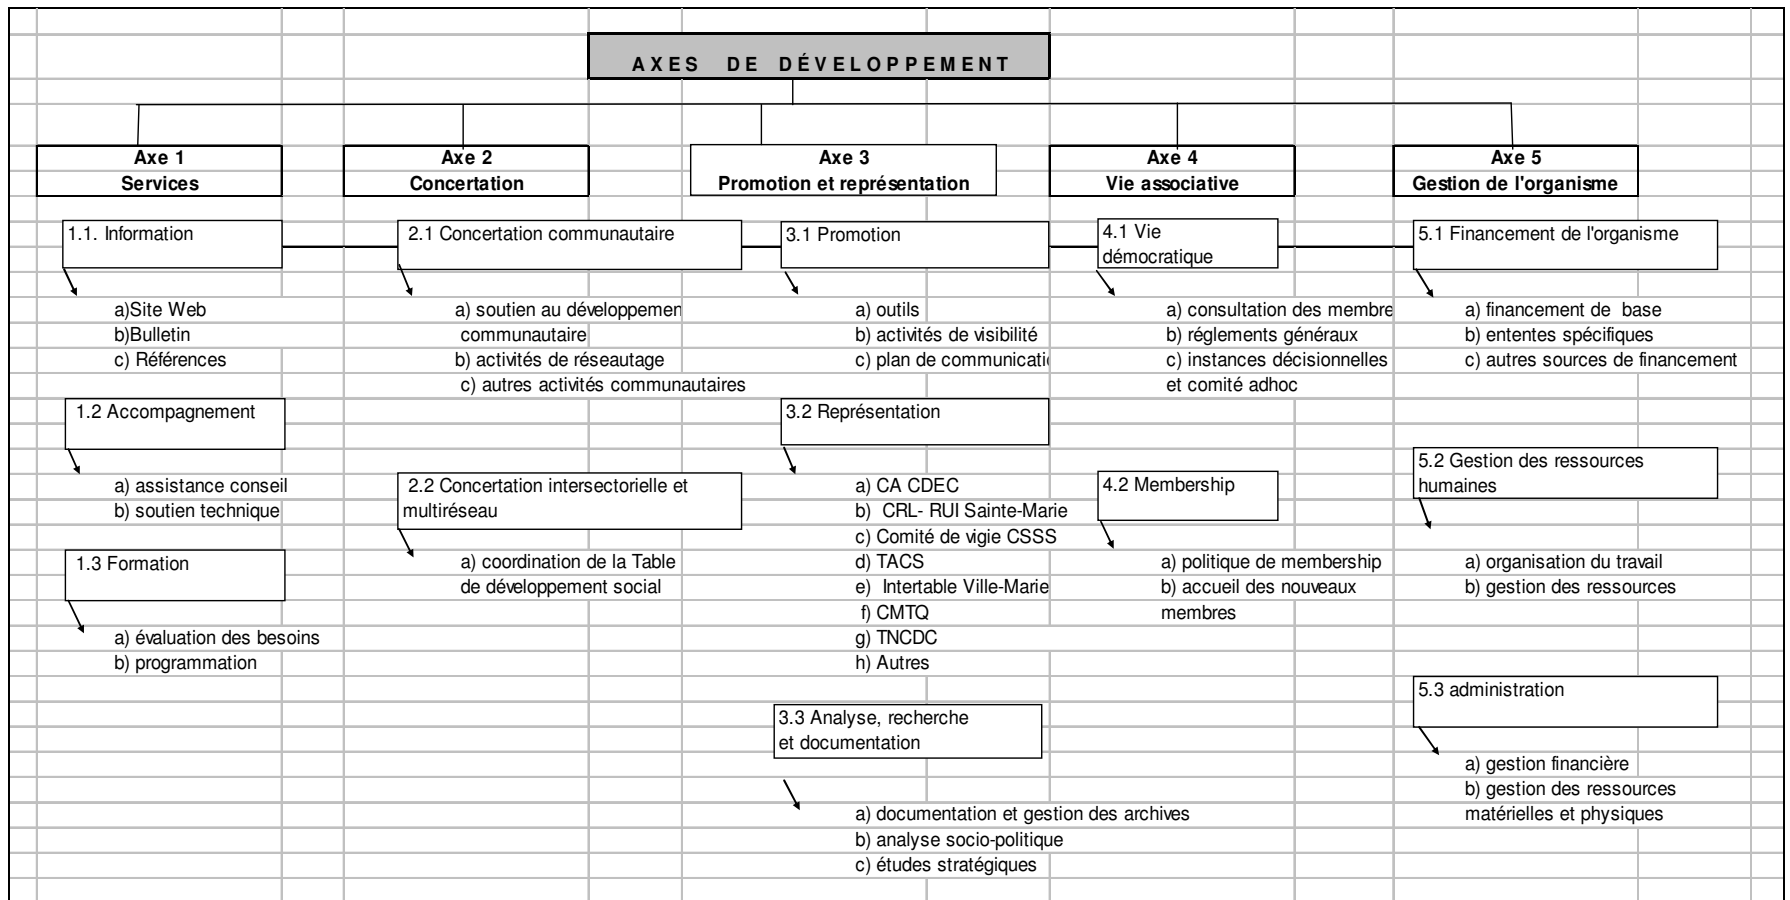 AXES DE DÉVELOPPEMENT
Axe 1
Services
Axe 2
Concertation
Axe 3
Promotion et représentation
Axe 4
Vie associative
Axe 5
Gestion de l'organisme
1.1. Information
a)Site Web
b)Bulletin
c) Références
1.2 Accompagnement
a) assistance conseil
b) soutien technique
1.3 Formation
a) évaluation des besoins
b) programmation
2.1 Concertation communautaire
a) soutien au développemen
communautaire
b) activités de réseautage
c) autres activités communautaires
2.2 Concertation intersectorielle et
multiréseau
a) coordination de la Table
de développement social
3.1 Promotion
a) outils
b) activités de visibilité
c) plan de communicatio
3.2 Représentation
a) CA CDEC
b) CRL- RUI Sainte-Marie
c) Comité de vigie CSSS
d) TACS
e) Intertable Ville-Marie
f) CMTQ
g) TNCDC
h) Autres
3.3 Analyse, recherche
et documentation
a) documentation et gestion des archives
b) analyse socio-politique
c) études stratégiques
4.1 Vie
démocratique
a) consultation des membre
b) réglements généraux
c) instances décisionnelles
et comité adhoc
4.2 Membership
a) politique de membership
b) accueil des nouveaux
membres
5.1 Financement de l'organisme
a) financement de base
b) ententes spécifiques
c) autres sources de financement
5.2 Gestion des ressources
humaines
a) organisation du travail
b) gestion des ressources
5.3 administration
a) gestion financière
b) gestion des ressources
matérielles et physiques